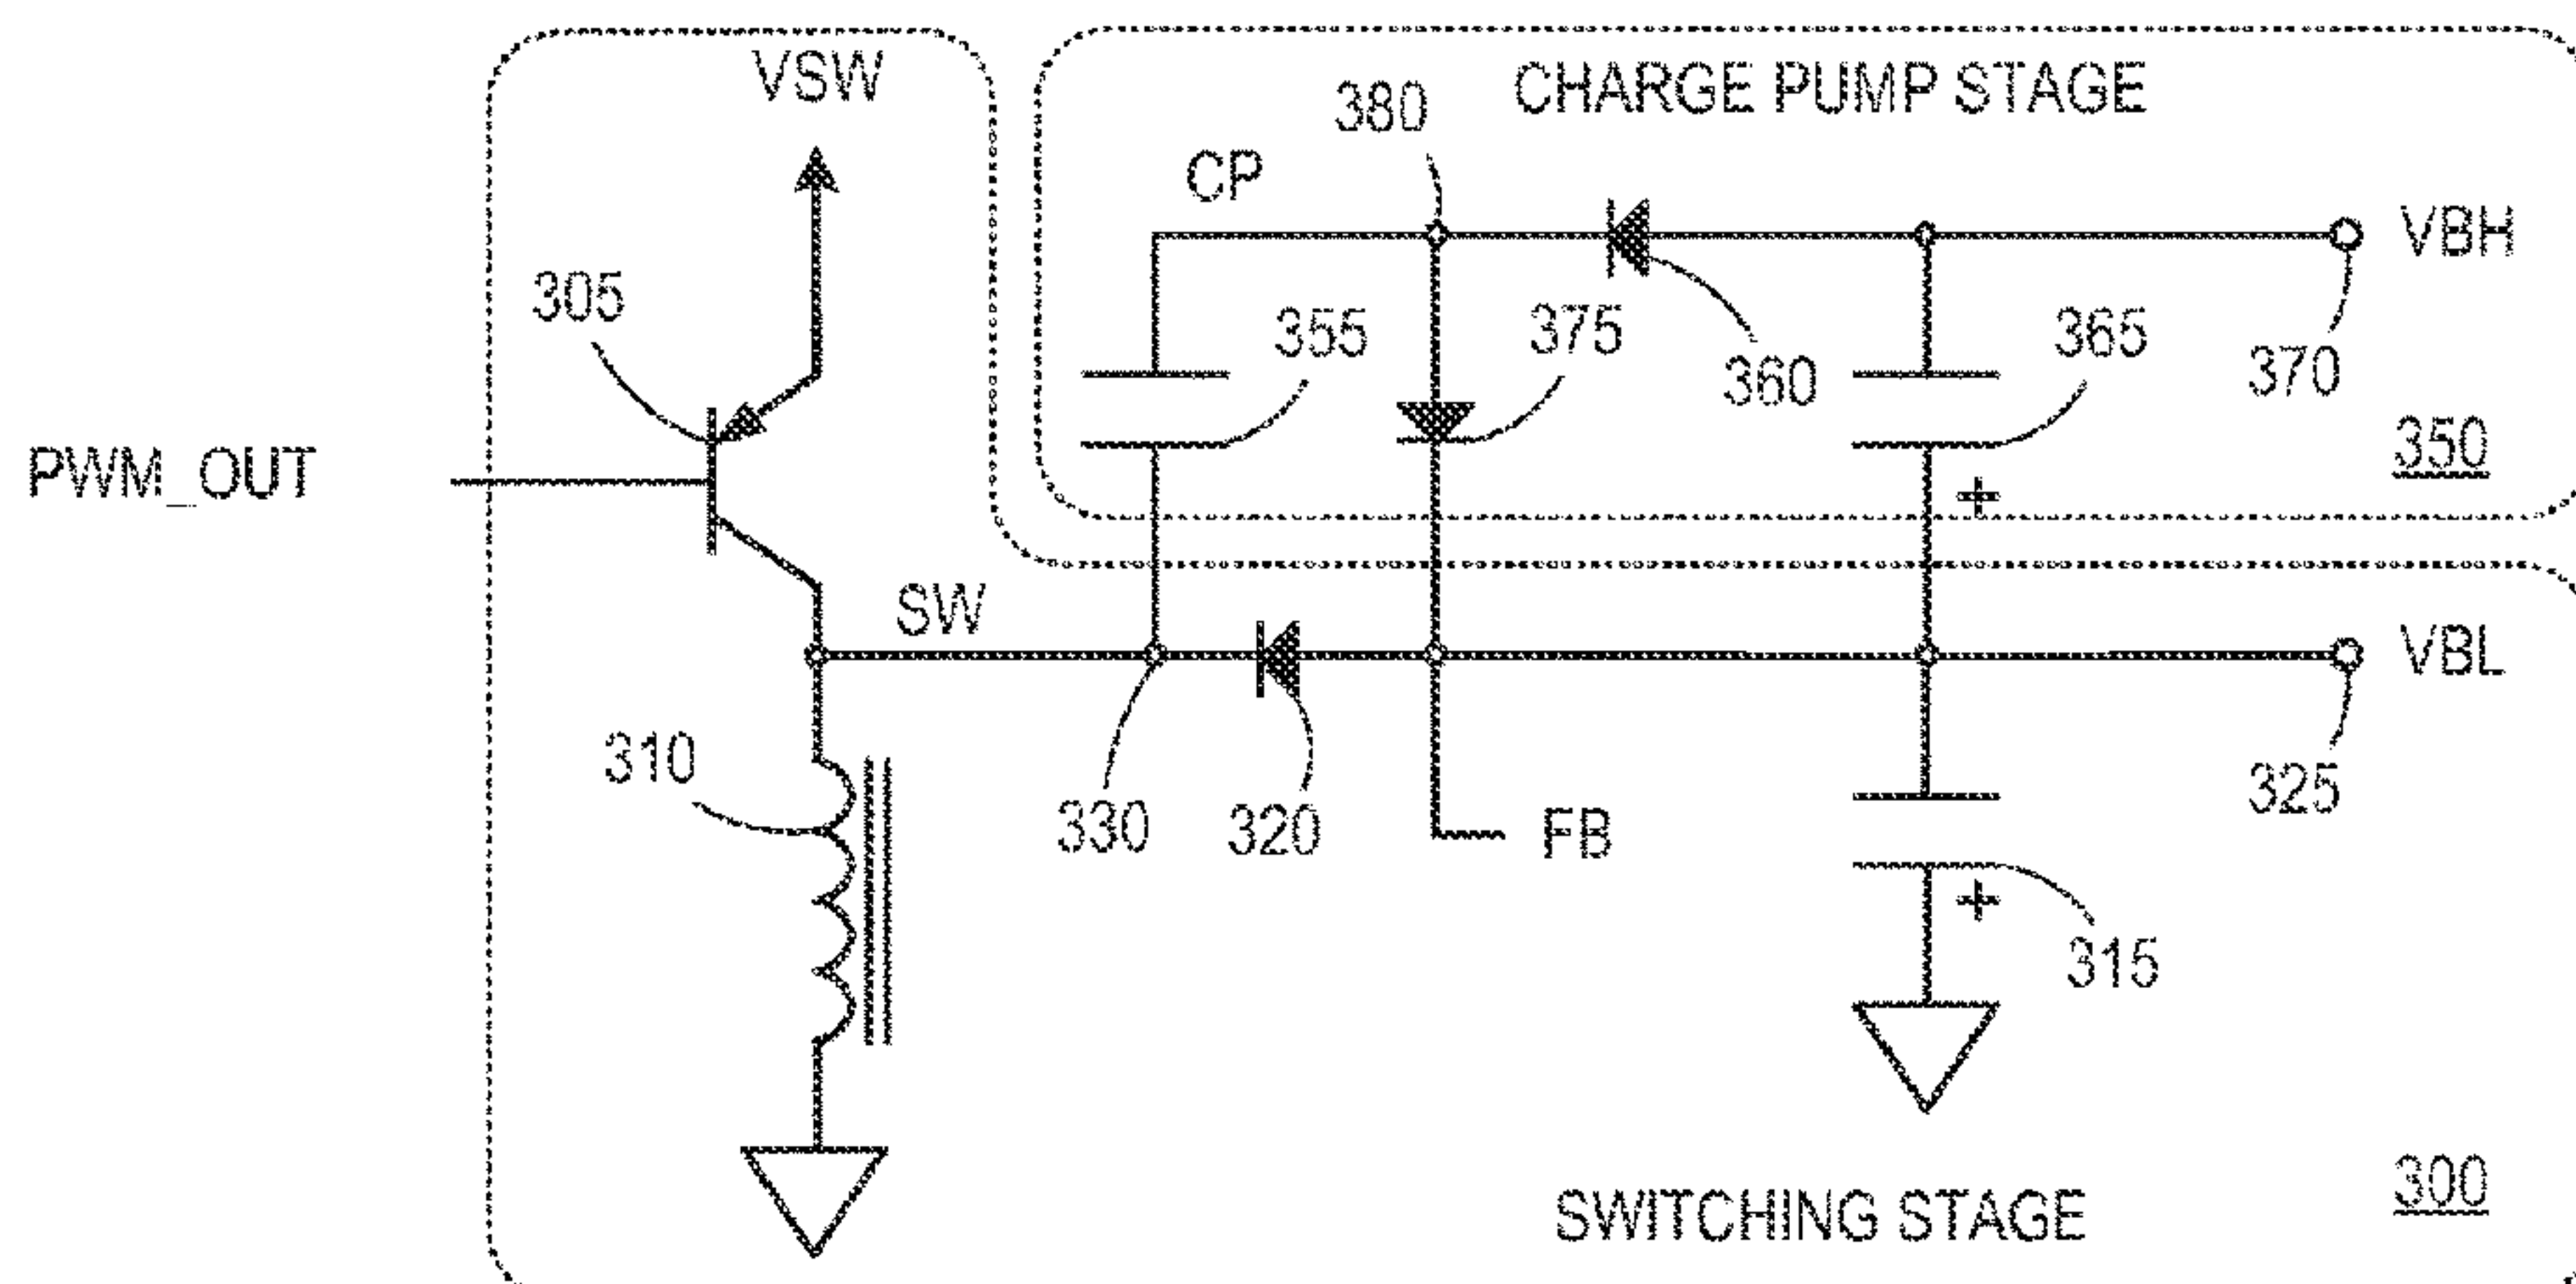 VSW
CHARGE PUMP STAGE
380
CP
VBH
305
355
375
360
365
370
PWM_OUT
350
+
SW
VBL
310
330
320
FB
325
+
315
300
SWITCHING STAGE